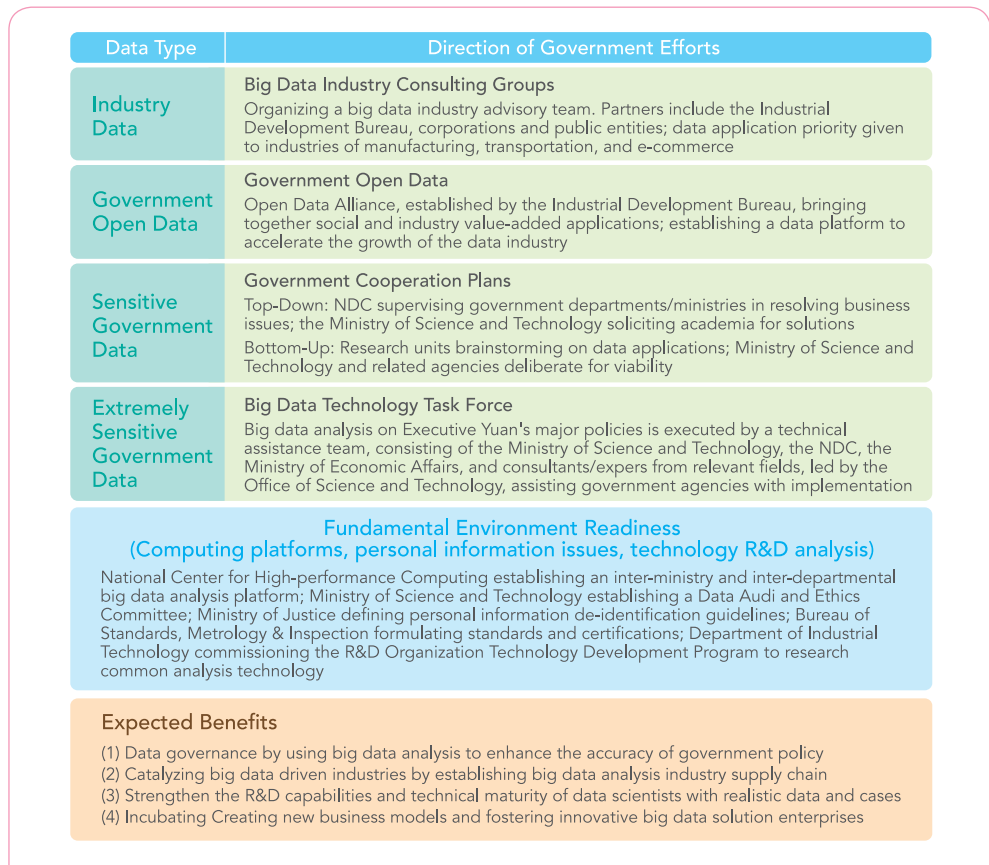 Data Type
Direction of Government Efforts
Industry
Data
Big Data Industry Consulting Groups
Organizing a big data industry advisory team. Partners include the Industrial
Development Bureau, corporations and public entities; data application priority given
to industries of manufacturing, transportation, and e-commerce
Government
Open Data
Government Open Data
Open Data Alliance, established by the Industrial Development Bureau, bringing
together social and industry value-added applications; establishing a data platform to
accelerate the growth of the data industry
Sensitive
Government
Data
Government Cooperation Plans
Top-Down: NDC supervising government departments/ministries in resolving business
issues; the Ministry of Science and Technology soliciting academia for solutions
Bottom-Up: Research units brainstorming on data applications; Ministry of Science and
Technology and related agencies deliberate for viability
Extremely
Sensitive
Government
Data
Big Data Technology Task Force
Big data analysis on Executive Yuan's major policies is executed by a technical
assistance team, consisting of the Ministry of Science and Technology, the NDC, the
Ministry of Economic Affairs, and consultants/expers from relevant fields, led by the
Office of Science and Technology, assisting government agencies with implementation
Fundamental Environment Readiness
(Computing platforms, personal information issues, technology R&D analysis)
National Center for High-performance Computing establishing an inter-ministry and inter-departmental
big data analysis platform; Ministry of Science and Technology establishing a Data Audi and Ethics
Committee; Ministry of Justice defining personal information de-identification guidelines; Bureau of
Standards, Metrology & Inspection formulating standards and certifications; Department of Industrial
Technology commissioning the R&D Organization Technology Development Program to research
common analysis technology
Expected Benefits
(1) Data governance by using big data analysis to enhance the accuracy of government policy
(2) Catalyzing big data driven industries by establishing big data analysis industry supply chain
(3) Strengthen the R&D capabilities and technical maturity of data scientists with realistic data and cases
(4) Incubating Creating new business models and fostering innovative big data solution enterprises